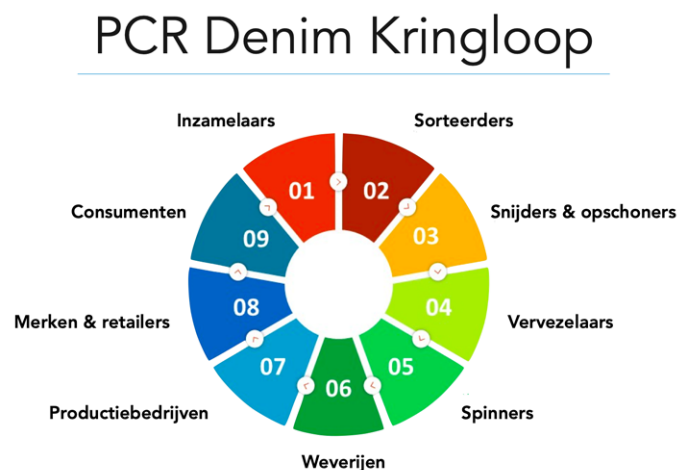 PCR Denim Kringloop
Inzamelaars
Sorteerders
Snijders & opschoners
Vervezelaars
Spinners
Weverijen
Productiebedrijven
Merken & retailers
Consumenten
01
02
03
04
05
06
07
08
09